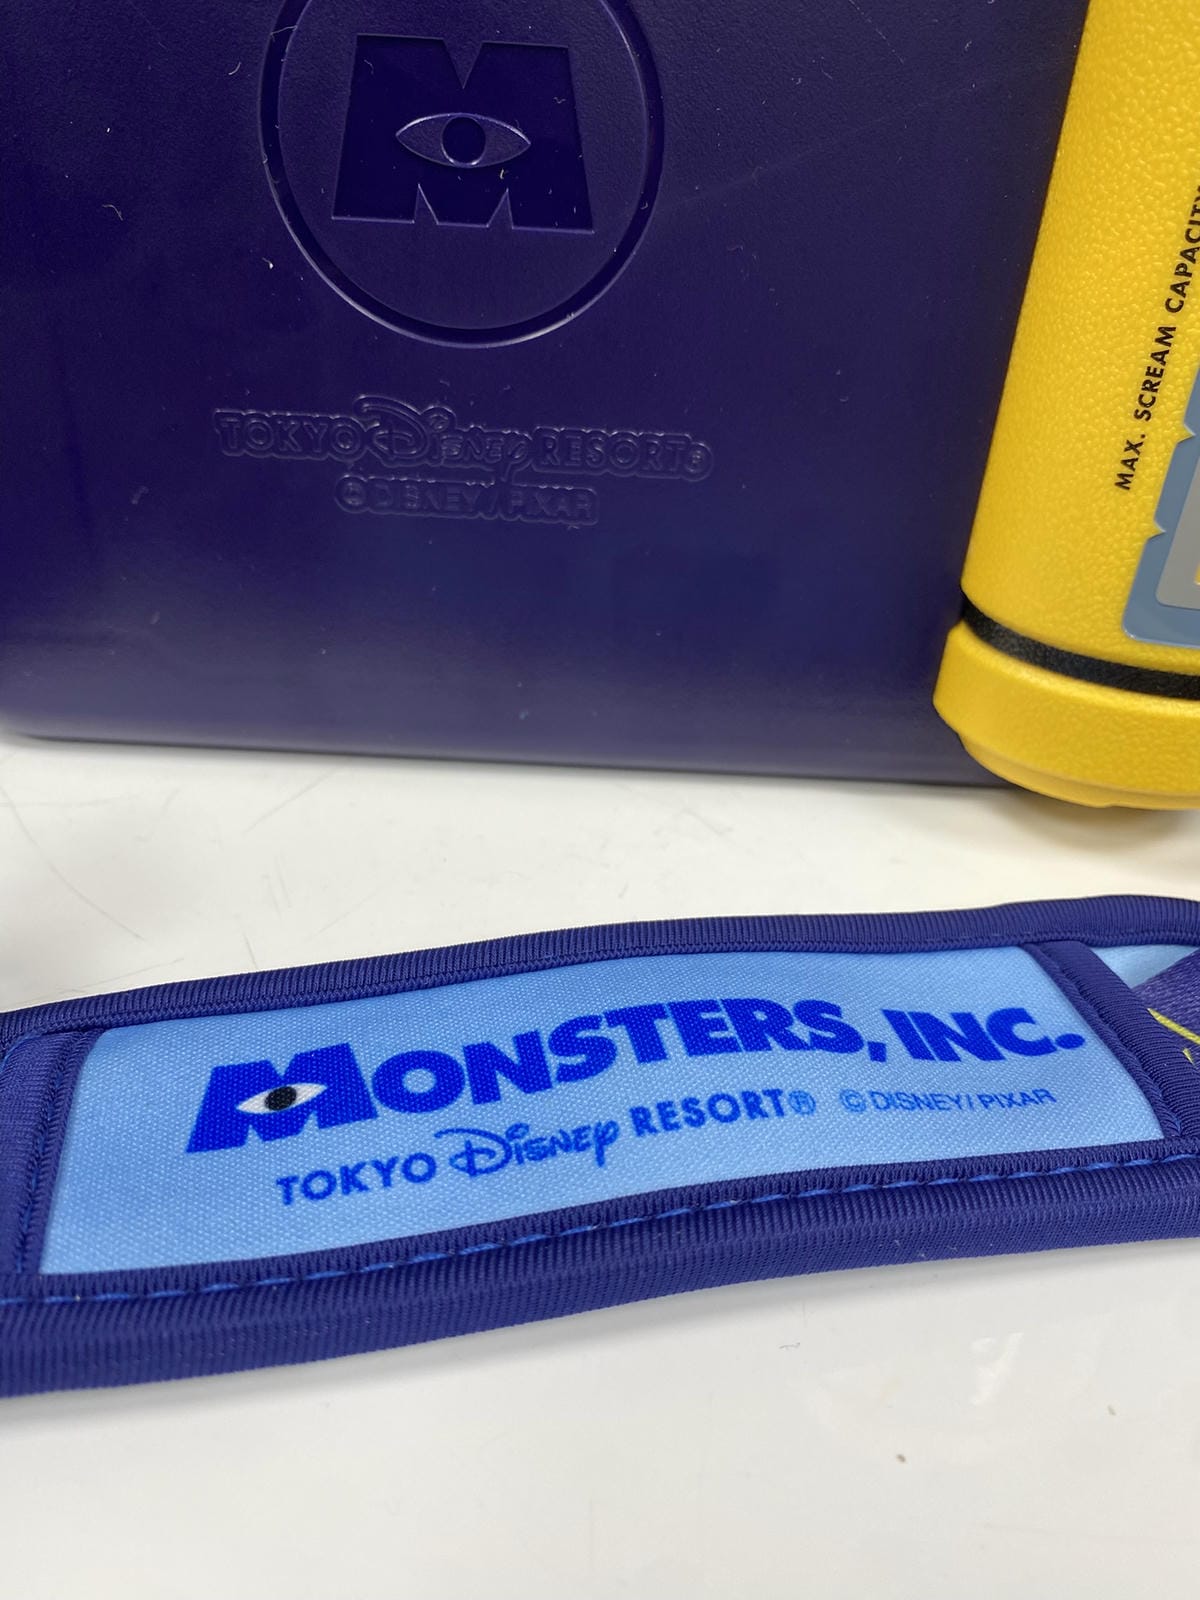 M
TOKYO Disney RESORT®
©DISNEY/PIXAR
MAX. SCREAM CAPACITY
MONSTERS, INC.
TOKYO Disney RESORT® ©DISNEY/PIXAR